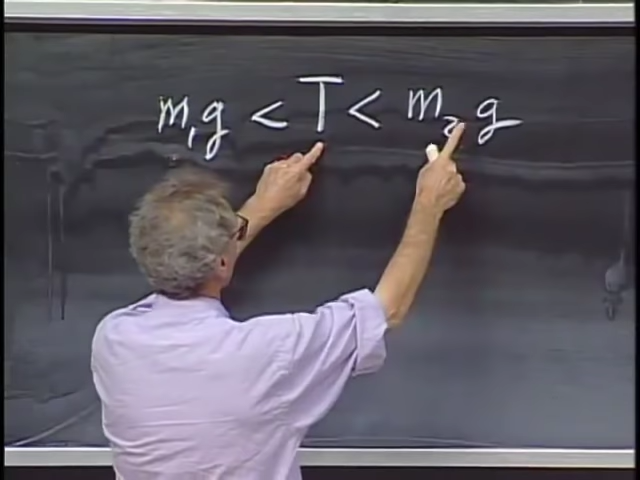 m₁g < T < m₂g